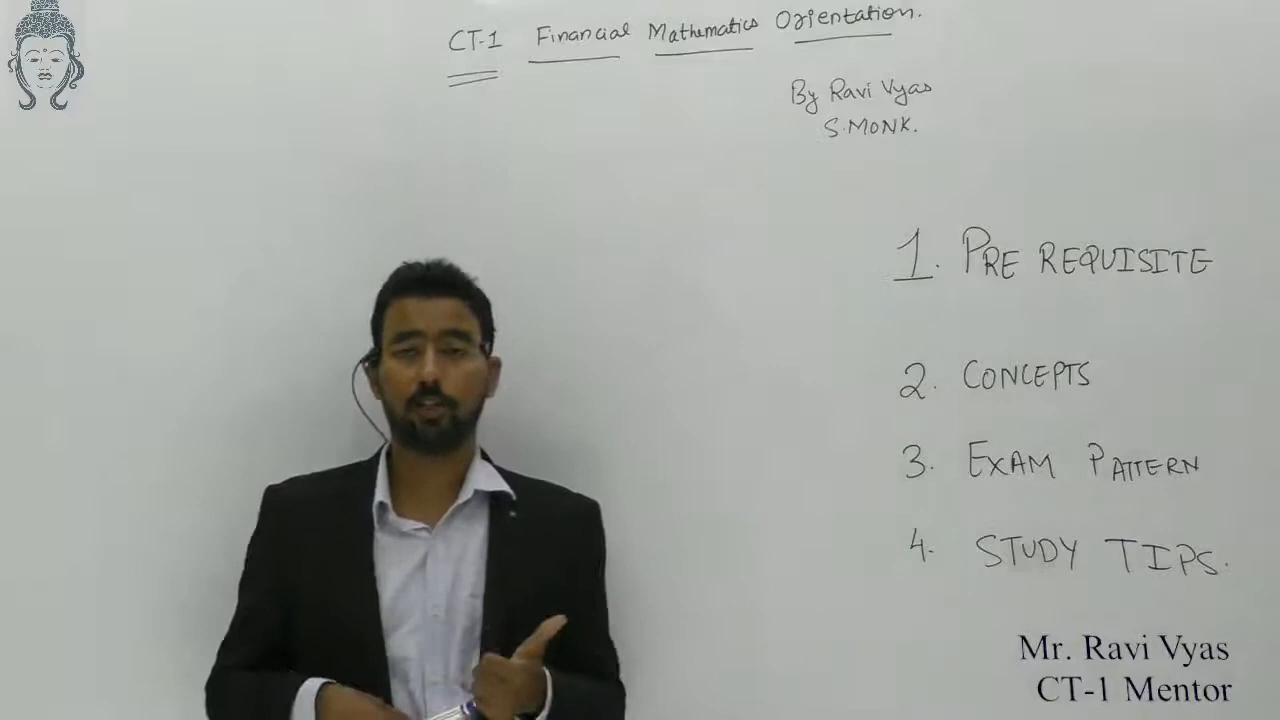 CT-1 Financial Mathematics Orientation.
By Ravi Vyas
S.MONK.
1. PRE REQUISITE
2. CONCEPTS
3. EXAM PATTERN
4. STUDY TIPS.
Mr. Ravi Vyas
CT-1 Mentor